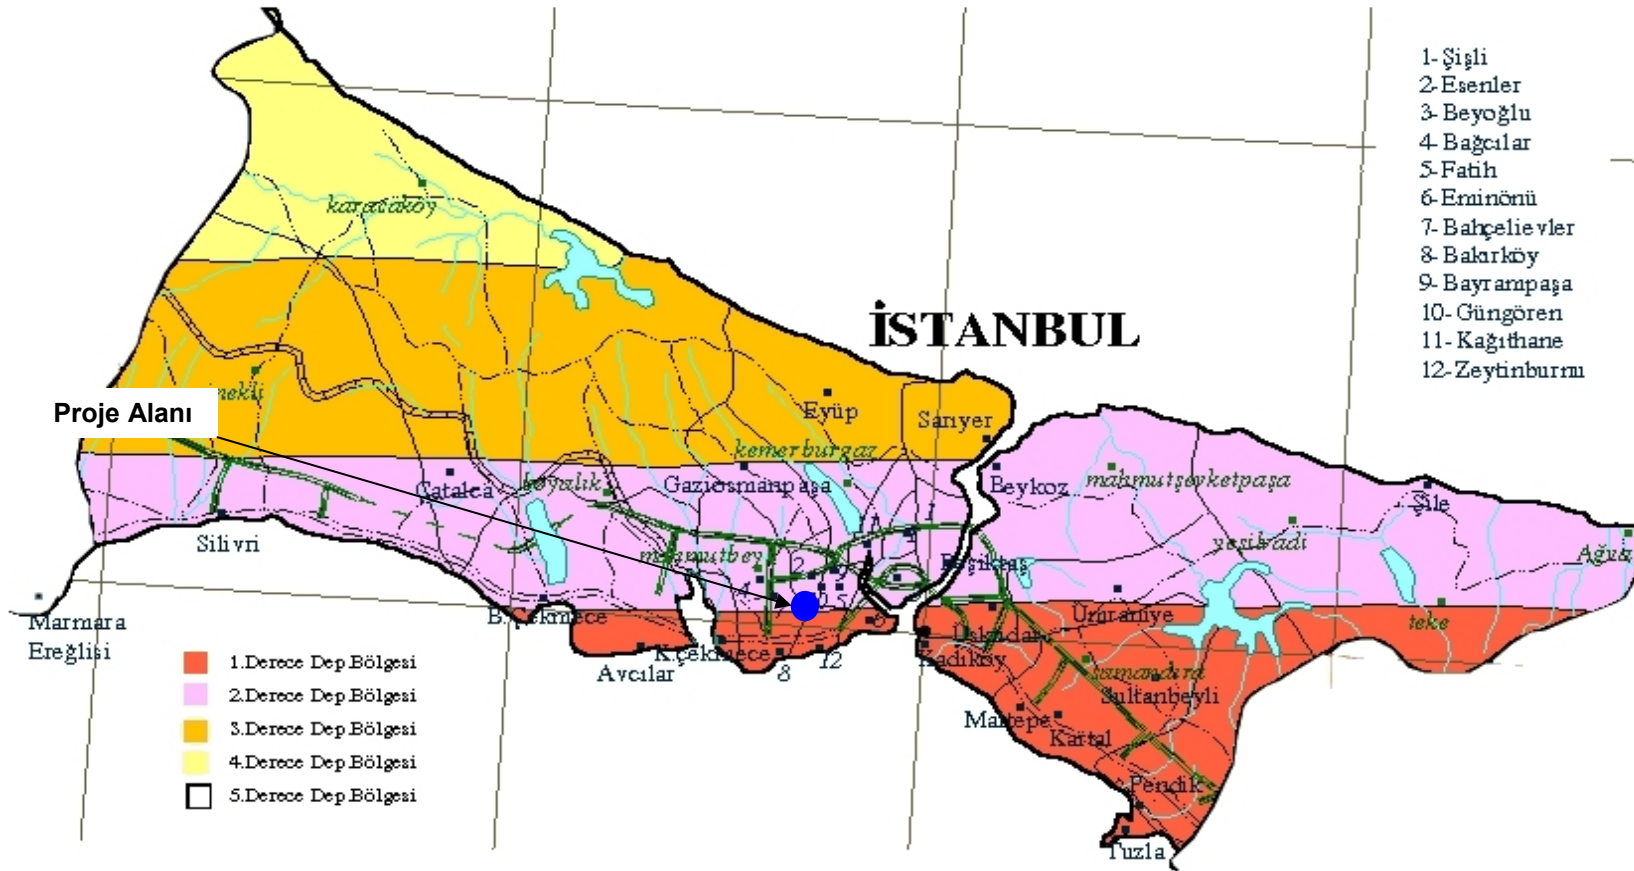 1- Şişli
2- Esenler
3- Beyoğlu
4- Bağcılar
5- Fatih
6- Eminönü
7- Bahçelievler
8- Bakırköy
9- Bayrampaşa
10- Güngören
11- Kağıthane
12- Zeytinburnu
karacaköy
İSTANBUL
nekli
Proje Alanı
Eyüp
Sarıyer
kemerburgaz
Çatalca
Gaziosmanpaşa
Beykoz
mahmutşevketpaşa
Şile
Silivri
mahmutbey
Beşiktaş
yeşilvadi
Ağva
2
Marmara
Ereğlisi
B.Çekmece
Ümraniye
teke
6
Üsküdar
Avcılar
K.çekmece
8
12
Kadıköy
samandıra
Sultanbeyli
Maltepe
Kartal
Pendik
Tuzla
1.Derece Dep.Bölgesi
2.Derece Dep.Bölgesi
3.Derece Dep.Bölgesi
4.Derece Dep.Bölgesi
5.Derece Dep.Bölgesi